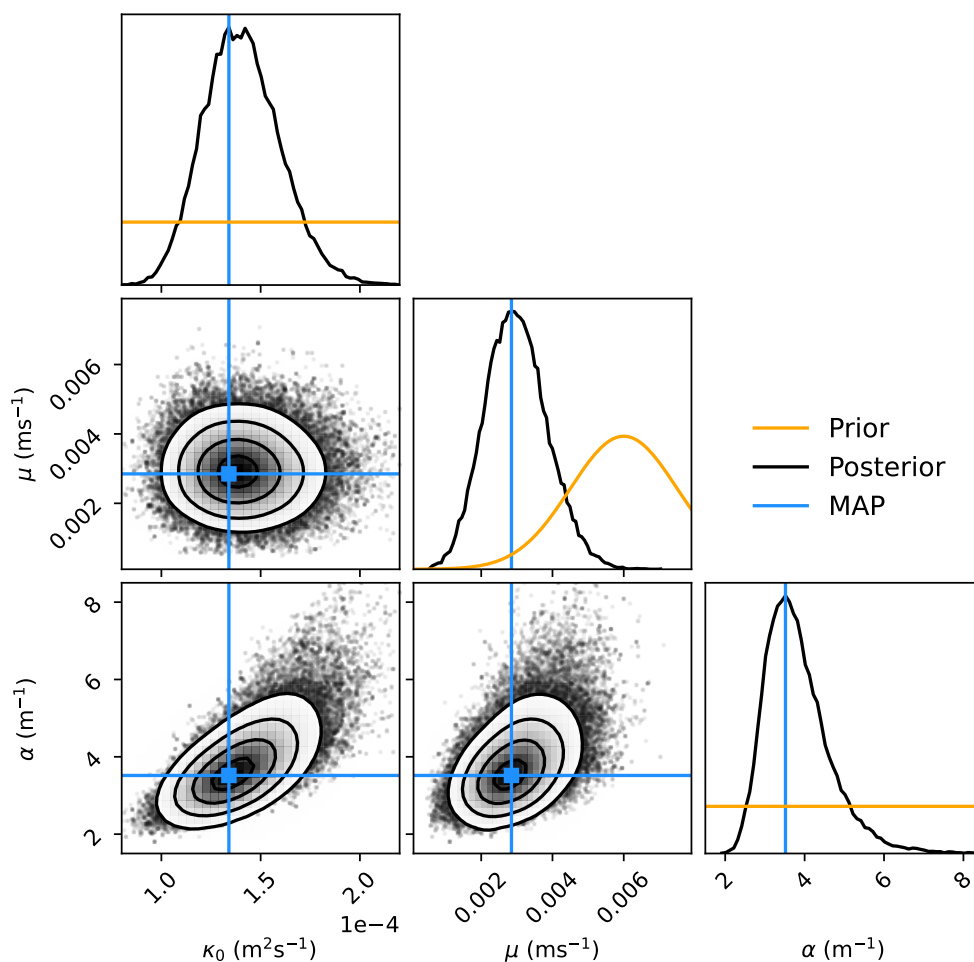 μ (ms⁻¹)
0.006
0.004
0.002
Prior
Posterior
MAP
α (m⁻¹)
8
6
4
2
1.0 1.5 2.0
1e−4
κ₀ (m²s⁻¹)
0.002 0.004 0.006
μ (ms⁻¹)
2 4 6 8
α (m⁻¹)